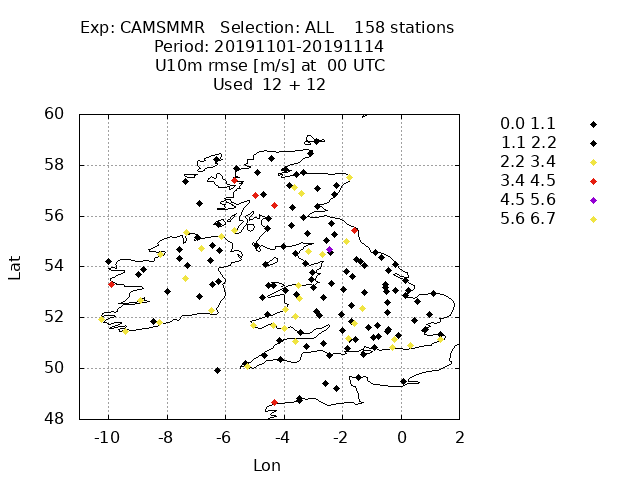 Exp: CAMSMMR   Selection: ALL    158 stations
Period: 20191101-20191114
U10m rmse [m/s] at  00 UTC
Used  12 + 12
60
58
56
54
52
50
48
Lat
-10 -8 -6 -4 -2 0 2
Lon
0.0 1.1
1.1 2.2
2.2 3.4
3.4 4.5
4.5 5.6
5.6 6.7